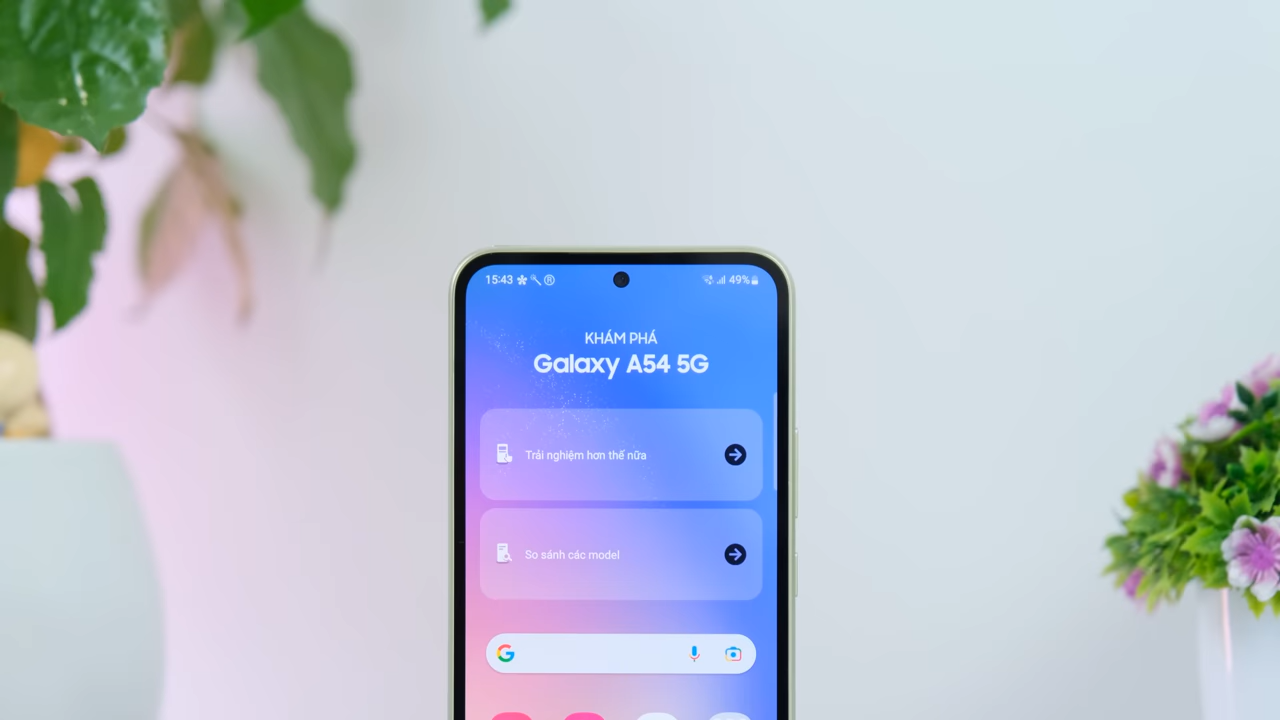 15:43 49%
KHÁM PHÁ
Galaxy A54 5G
Trải nghiệm hơn thế nữa
So sánh các model
G